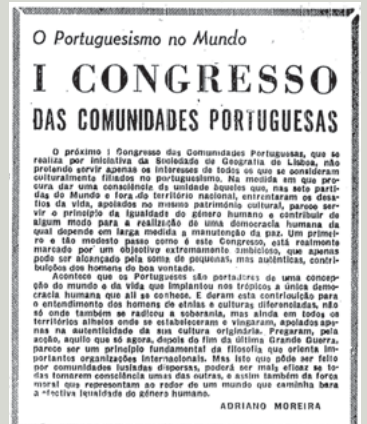 O Portuguesismo no Mundo
I CONGRESSO
DAS COMUNIDADES PORTUGUESAS
O próximo I Congresso das Comunidades Portuguesas, que se
realiza por iniciativa da Sociedade de Geografia de Lisboa, não
pretende servir apenas os interesses de todos os que se consideram
culturalmente filiados no portuguesismo. Na medida em que pro-
cura dar uma consciência de unidade àqueles que, nas sete parti-
das do Mundo e fora do território nacional, enfrentaram os desa-
fios da vida, apoiados no mesmo património cultural, parece ser-
vir o princípio da igualdade do género humano e contribuir de
algum modo para a realização de uma democracia humana da
qual depende em larga medida a manutenção da paz. Um primei-
ro e tão modesto passo como é este Congresso, está realmente
marcado por um objectivo extremamente ambicioso, que apenas
pode ser alcançado pela soma de pequenas, mas autênticas, contri-
buições dos homens de boa vontade.
Acontece que os Portugueses são portadores de uma concep-
ção do mundo e da vida que implantou nos trópicos a única demo-
cracia humana que ali se conhece. E deram esta contribuição para
o entendimento dos homens de etnias e culturas diferenciadas, não
só onde também se radicou a soberania, mas ainda em todos os
territórios alheios onde se estabeleceram e vingaram, apoiados ape-
nas na autenticidade da sua cultura originária. Pregaram, pela
acção, aquilo que só agora, depois do fim da última Grande Guerra,
parece ser um princípio fundamental da filosofia que orienta im-
portantes organizações internacionais. Mas isto que pôde ser feito
por comunidades lusíadas dispersas, poderá ser mais eficaz se to-
das tomarem consciência umas das outras, e assim também da força
moral que representam ao redor de um mundo que caminha para
a efectiva igualdade do género humano.
ADRIANO MOREIRA